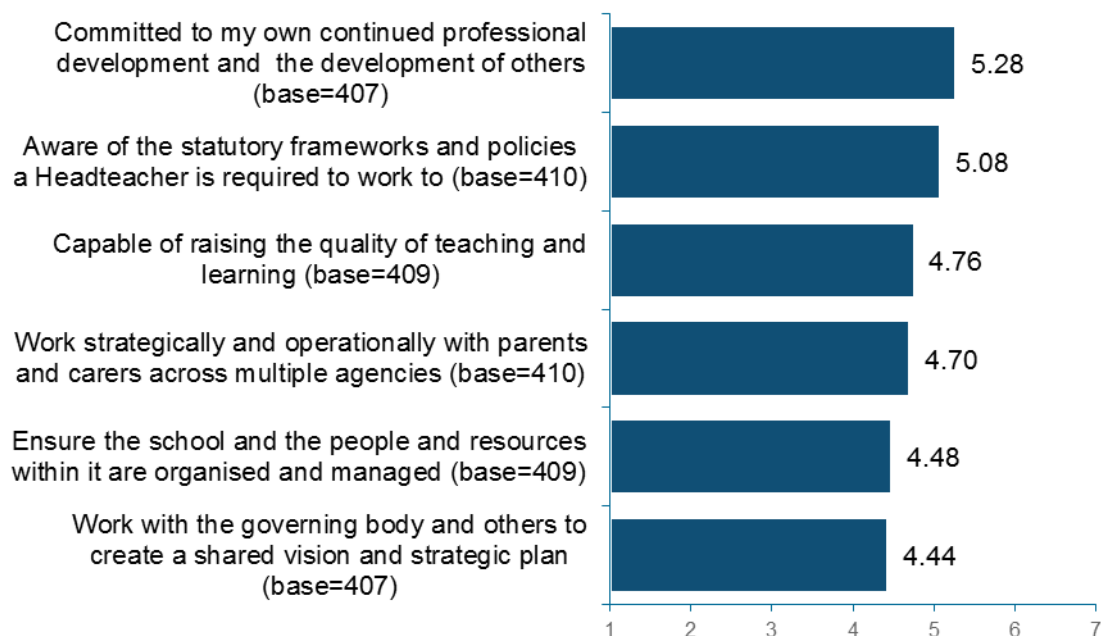 Committed to my own continued professional
development and  the development of others
(base=407)
5.28
Aware of the statutory frameworks and policies
a Headteacher is required to work to (base=410)
5.08
Capable of raising the quality of teaching and
learning (base=409)
4.76
Work strategically and operationally with parents
and carers across multiple agencies (base=410)
4.70
Ensure the school and the people and resources
within it are organised and managed (base=409)
4.48
Work with the governing body and others to
create a shared vision and strategic plan
(base=407)
4.44
1 2 3 4 5 6 7